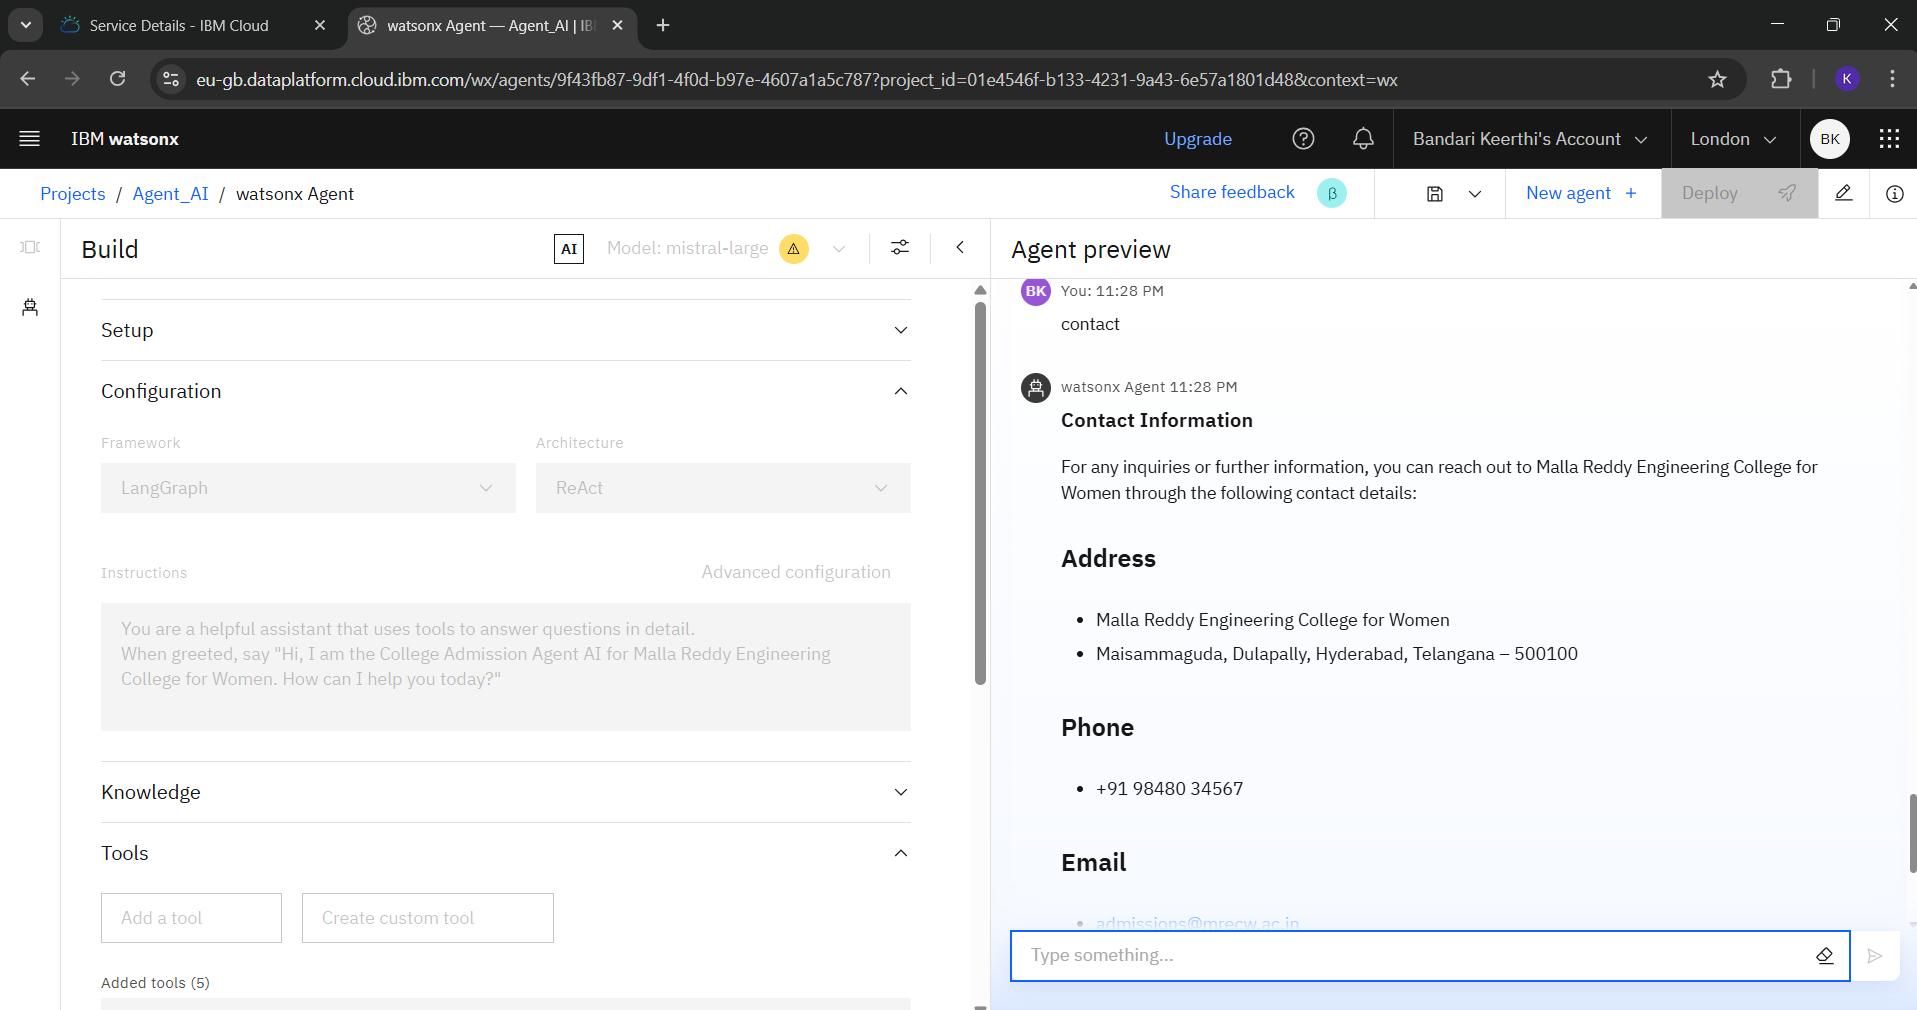 Service Details - IBM Cloud
watsonx Agent — Agent_AI | IB
eu-gb.dataplatform.cloud.ibm.com/wx/agents/9f43fb87-9df1-4f0d-b97e-4607a1a5c787?project_id=01e4546f-b133-4231-9a43-6e57a1801d48&context=wx
K
IBM watsonx
Upgrade
Bandari Keerthi's Account
London
BK
Projects / Agent_AI / watsonx Agent
Share feedback
β
New agent +
Deploy
Build
AI
Model: mistral-large
Setup
Configuration
Framework
Architecture
LangGraph
ReAct
Instructions
Advanced configuration
You are a helpful assistant that uses tools to answer questions in detail.
When greeted, say "Hi, I am the College Admission Agent AI for Malla Reddy Engineering
College for Women. How can I help you today?"
Knowledge
Tools
Add a tool
Create custom tool
Added tools (5)
Agent preview
BK
You: 11:28 PM
contact
watsonx Agent 11:28 PM
Contact Information
For any inquiries or further information, you can reach out to Malla Reddy Engineering College for
Women through the following contact details:
Address
• Malla Reddy Engineering College for Women
• Maisammaguda, Dulapally, Hyderabad, Telangana – 500100
Phone
• +91 98480 34567
Email
• admissions@mrecw.ac.in
Type something...